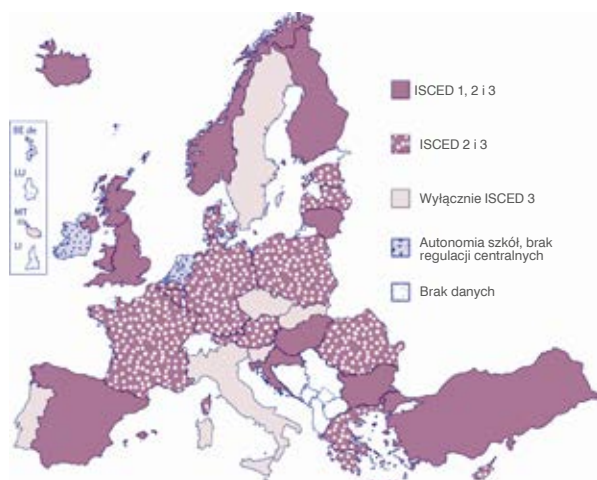 ISCED 1, 2 i 3
ISCED 2 i 3
Wyłącznie ISCED 3
Autonomia szkół, brak
regulacji centralnych
Brak danych
BE de
LU
MT
LI